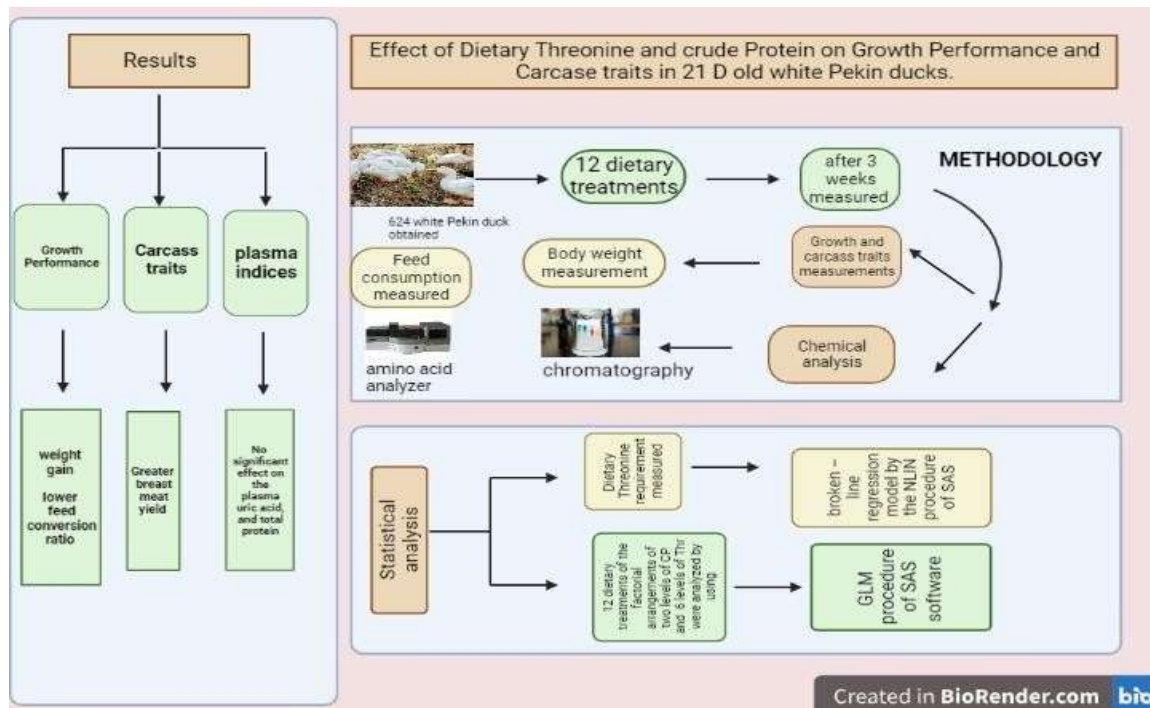 Results
Growth
Performance
Carcass
traits
plasma
indices
weight
gain
lower
feed
conversion
ratio
Greater
breast
meat
yield
No
significant
effect on
the
plasma
uric acid,
and total
protein
Effect of Dietary Threonine and crude Protein on Growth Performance and
Carcase traits in 21 D old white Pekin ducks.
METHODOLOGY
624 white Pekin duck
obtained
12 dietary
treatments
after 3
weeks
measured
Growth and
carcass traits
measurements
Body weight
measurement
Feed
consumption
measured
Chemical
analysis
chromatography
amino acid
analyzer
Statistical
analysis
Dietary
Threonine
requirement
measured
broken –
line
regression
model by
the NLIN
procedure
of SAS
12 dietary
treatments of the
factorial
arrangements of
two levels of CP
and 6 levels of Thr
were analyzed by
using
GLM
procedure
of SAS
software
Created in BioRender.com bio